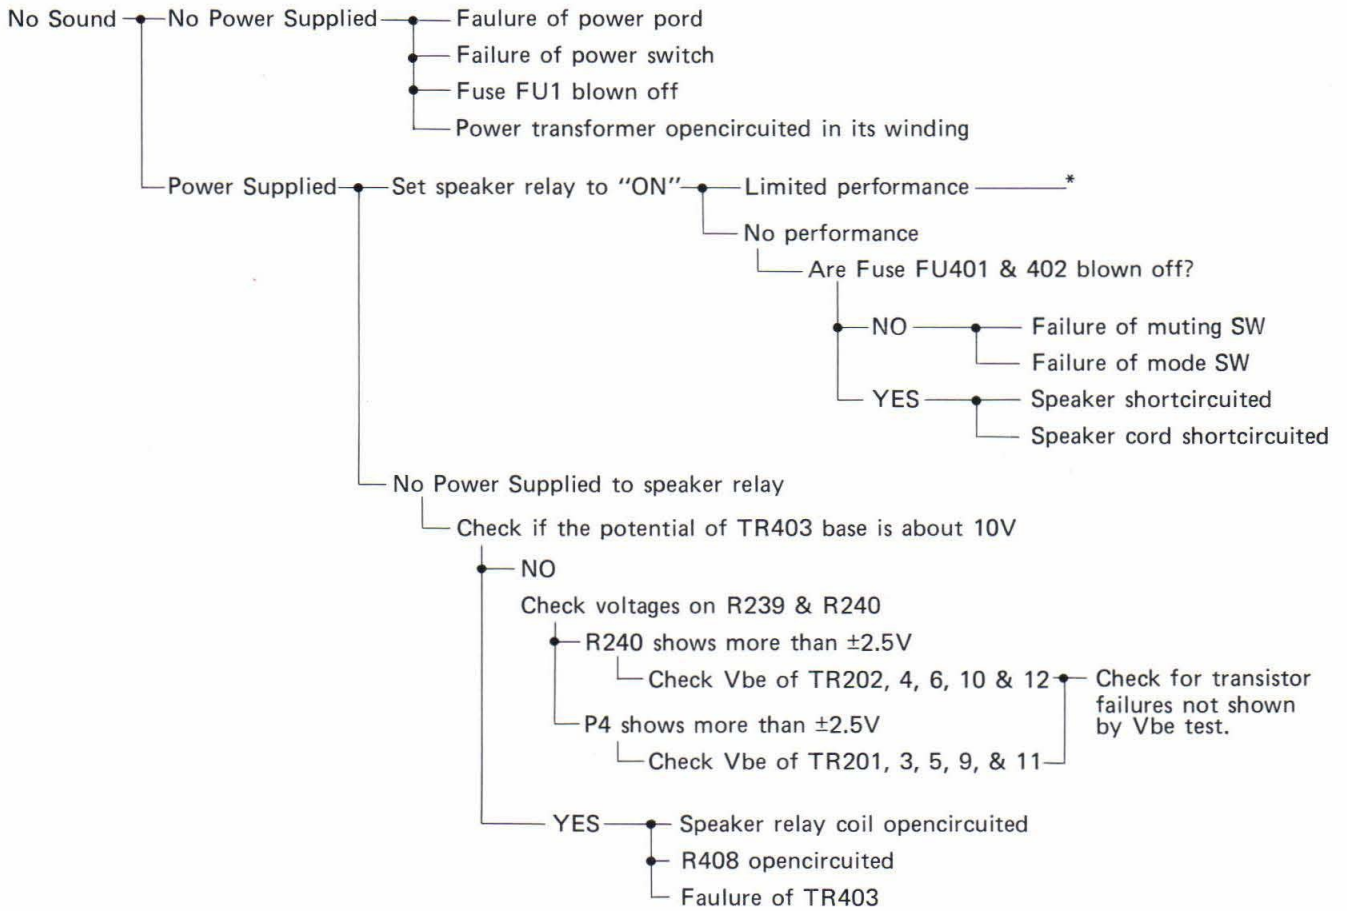 No Sound No Power Supplied Faulure of power pord
Failure of power switch
Fuse FU1 blown off
Power transformer opencircuited in its winding
Power Supplied Set speaker relay to "ON" Limited performance *
No performance
Are Fuse FU401 & 402 blown off?
NO Failure of muting SW
Failure of mode SW
YES Speaker shortcircuited
Speaker cord shortcircuited
No Power Supplied to speaker relay
Check if the potential of TR403 base is about 10V
NO
Check voltages on R239 & R240
R240 shows more than ±2.5V
Check Vbe of TR202, 4, 6, 10 & 12 Check for transistor
failures not shown
P4 shows more than ±2.5V by Vbe test.
Check Vbe of TR201, 3, 5, 9, & 11
YES Speaker relay coil opencircuited
R408 opencircuited
Faulure of TR403